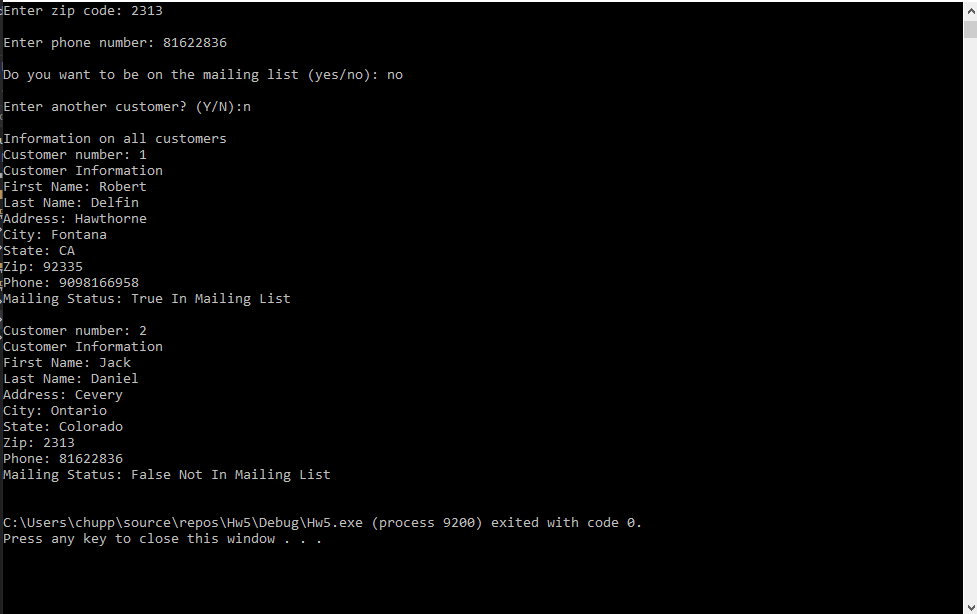 Enter zip code: 2313
Enter phone number: 81622836
Do you want to be on the mailing list (yes/no): no
Enter another customer? (Y/N):n
Information on all customers
Customer number: 1
Customer Information
First Name: Robert
Last Name: Delfin
Address: Hawthorne
City: Fontana
State: CA
Zip: 92335
Phone: 9098166958
Mailing Status: True In Mailing List
Customer number: 2
Customer Information
First Name: Jack
Last Name: Daniel
Address: Cevery
City: Ontario
State: Colorado
Zip: 2313
Phone: 81622836
Mailing Status: False Not In Mailing List
C:\Users\chupp\source\repos\Hw5\Debug\Hw5.exe (process 9200) exited with code 0.
Press any key to close this window . . .